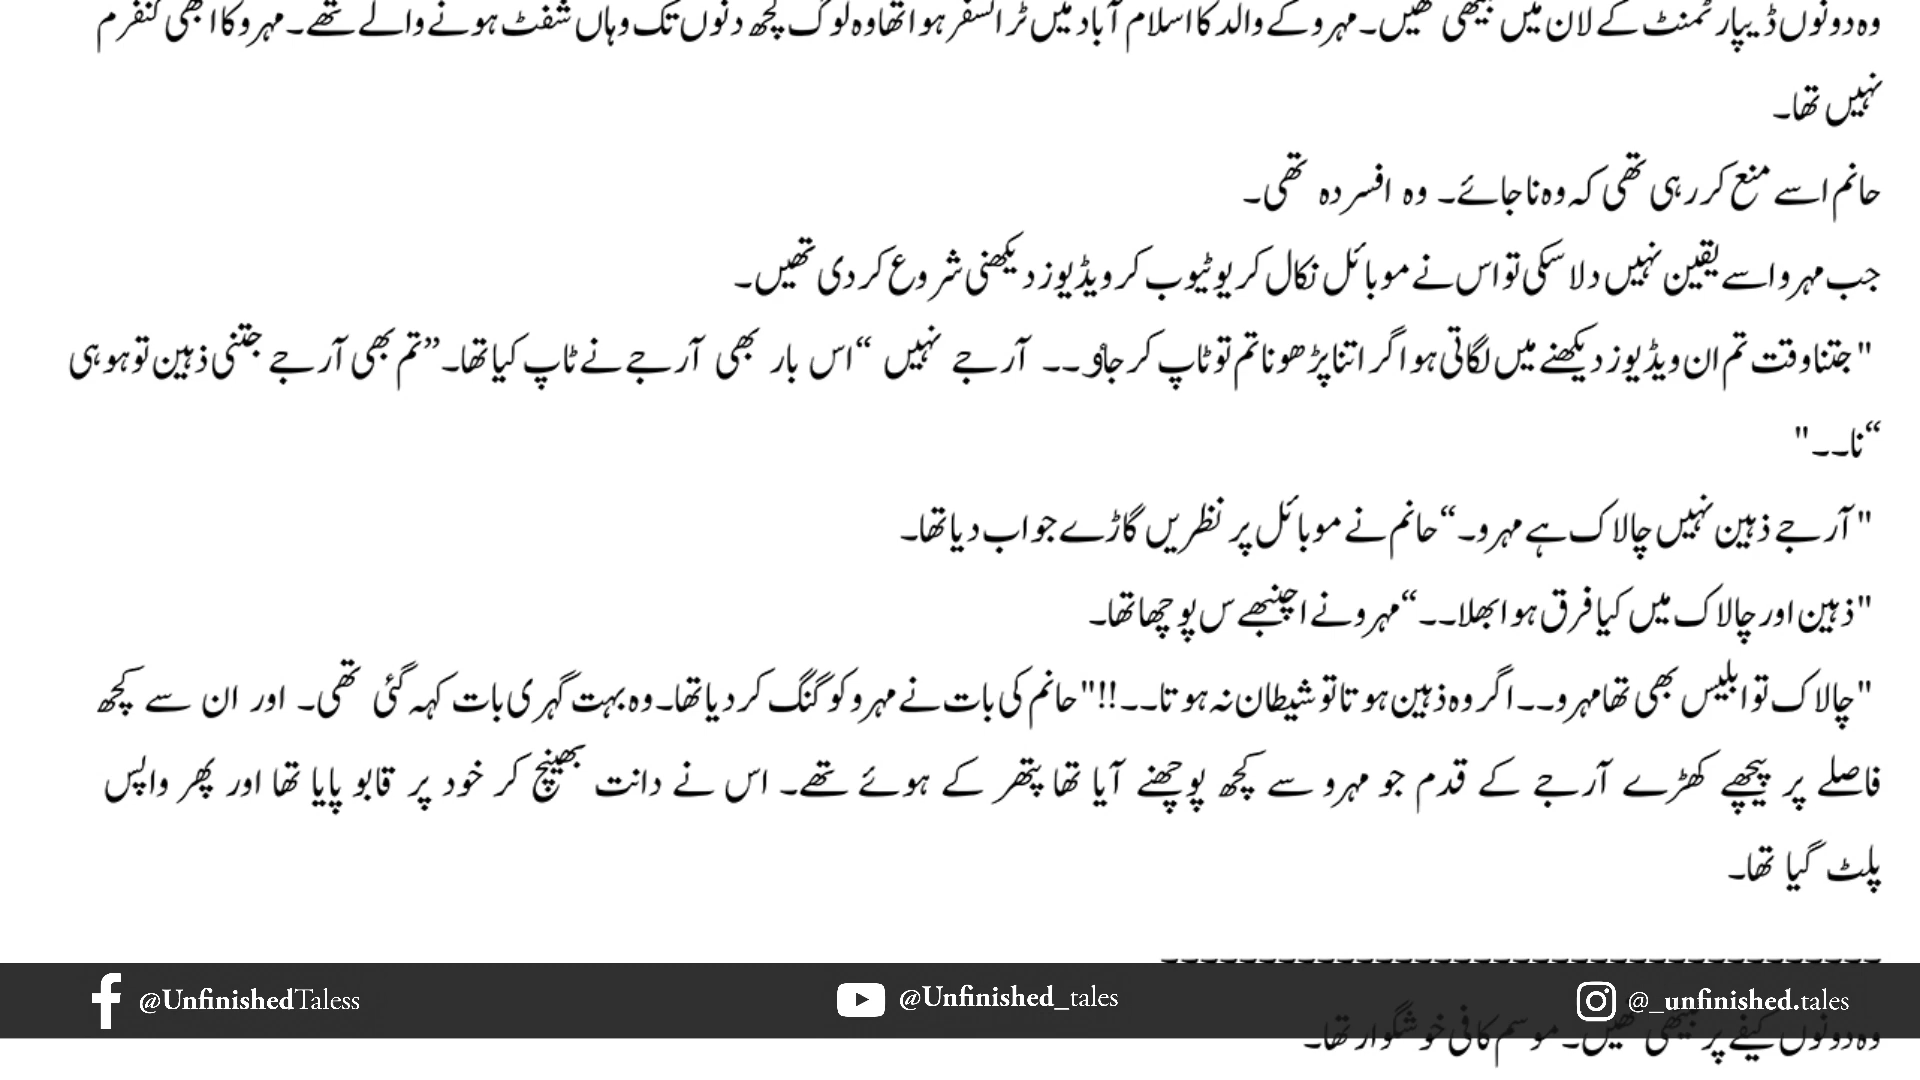 وہ دونوں ڈیپارٹمنٹ کے لان میں بیٹھی تھیں۔ مہرو کے والد کا اسلام آباد میں ٹرانسفر ہوا تھا وہ لوگ کچھ دنوں تک وہاں شفٹ ہونے والے تھے۔ مہرو کا ابھی کنفرم
نہیں تھا۔
حانم اسے منع کر رہی تھی کہ وہ نا جائے۔ وہ افسردہ تھی۔
جب مہرو اسے یقین نہیں دلا سکی تو اس نے موبائل نکال کر یوٹیوب کر ویڈیوز دیکھنی شروع کر دی تھیں۔
"جتنا وقت تم ان ویڈیوز دیکھنے میں لگاتی ہو اگر اتنا پڑھو نا تم تو ٹاپ کر جاؤ۔۔ آرجے نہیں “اس بار بھی آرجے نے ٹاپ کیا تھا۔”تم بھی آرجے جتنی ذہین تو ہو ہی
“نا۔۔"
"آرجے ذہین نہیں چالاک ہے مہرو۔“حانم نے موبائل پر نظریں گاڑے جواب دیا تھا۔
"ذہین اور چالاک میں کیا فرق ہوا بھلا۔۔“مہرو نے اچنبھے س پوچھا تھا۔
"چالاک تو ابلیس بھی تھا مہرو۔۔ اگر وہ ذہین ہوتا تو شیطان نہ ہوتا۔۔!!"حانم کی بات نے مہرو کو گنگ کر دیا تھا۔ وہ بہت گہری بات کہہ گئی تھی۔ اور ان سے کچھ
فاصلے پر پیچھے کھڑے آرجے کے قدم جو مہرو سے کچھ پوچھنے آیا تھا پتھر کے ہوئے تھے۔ اس نے دانت بھینچ کر خود پر قابو پایا تھا اور پھر واپس
پلٹ گیا تھا۔
@UnfinishedTaless @Unfinished_tales @_unfinished.tales
وہ دونوں کیفے پر بیٹھی تھیں۔ موسم کافی خوشگوار تھا۔